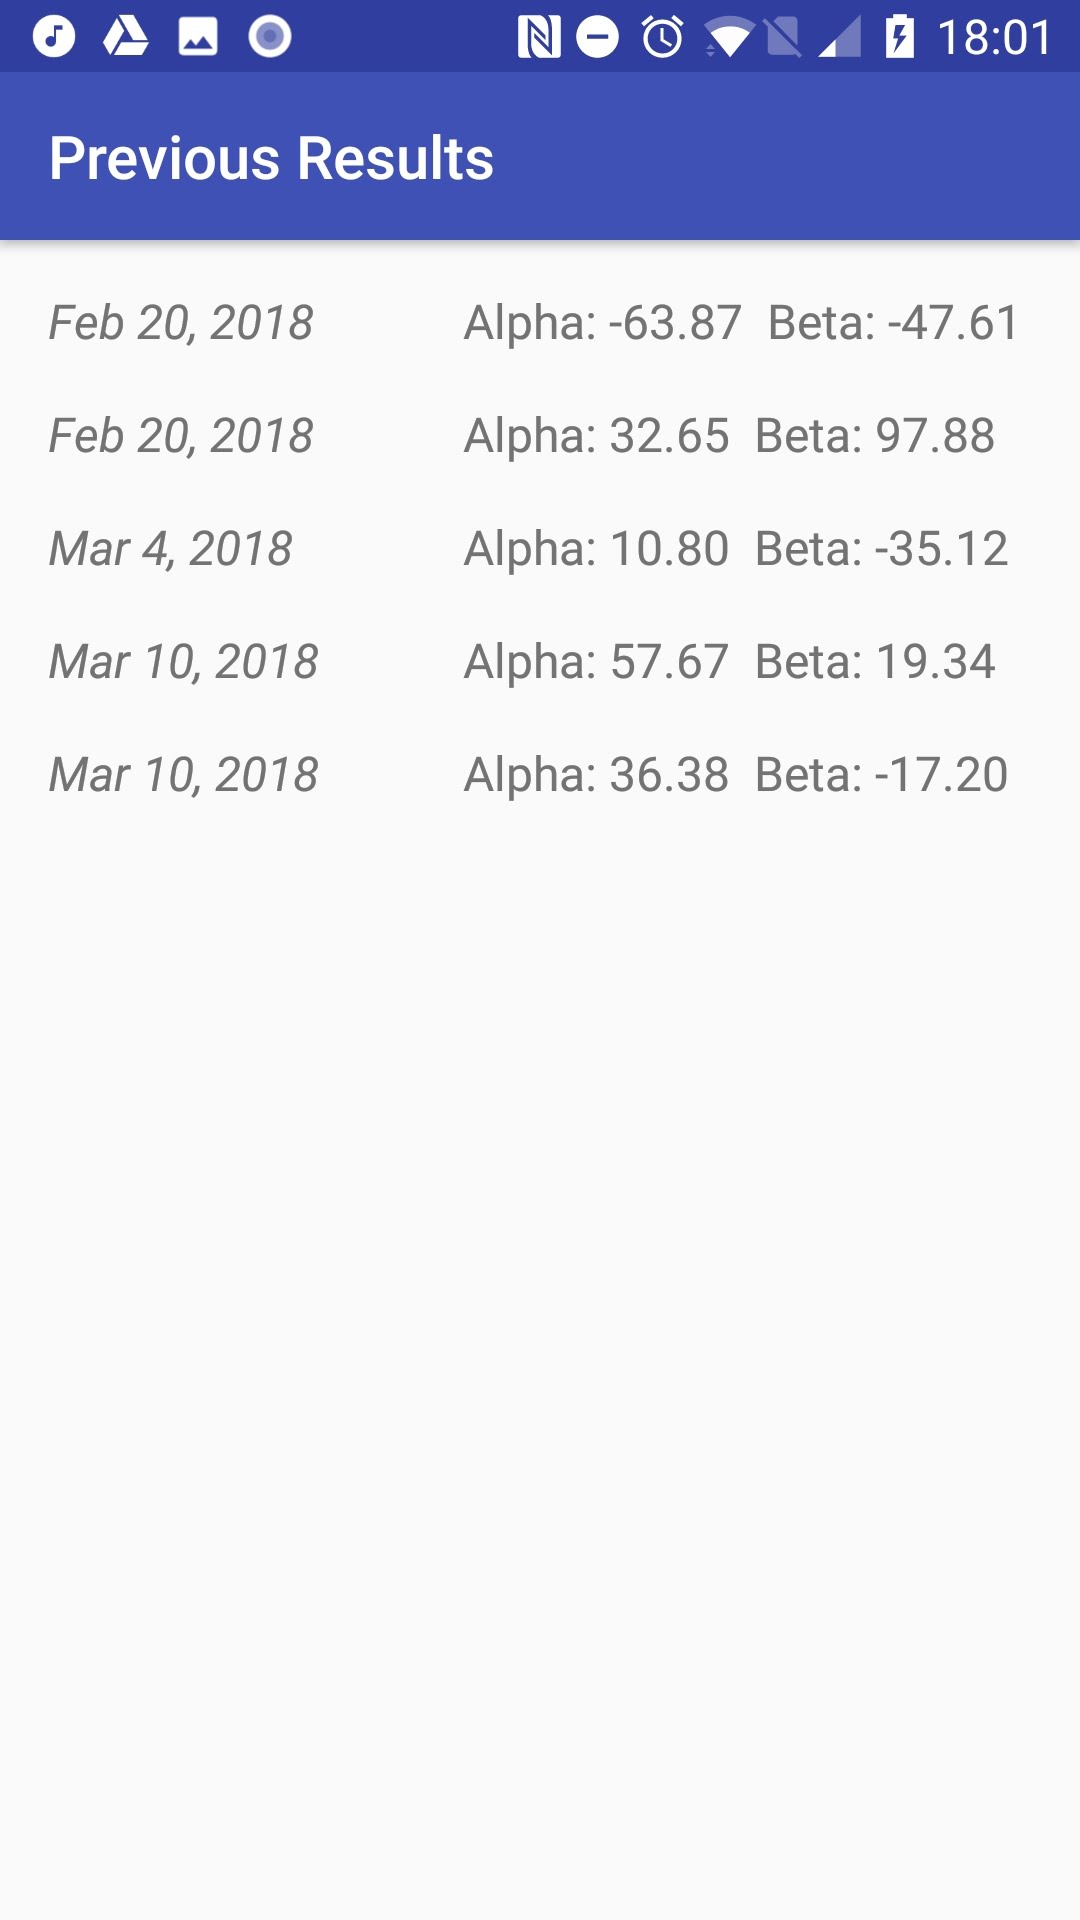 18:01
Previous Results
Feb 20, 2018 Alpha: -63.87 Beta: -47.61
Feb 20, 2018 Alpha: 32.65 Beta: 97.88
Mar 4, 2018 Alpha: 10.80 Beta: -35.12
Mar 10, 2018 Alpha: 57.67 Beta: 19.34
Mar 10, 2018 Alpha: 36.38 Beta: -17.20